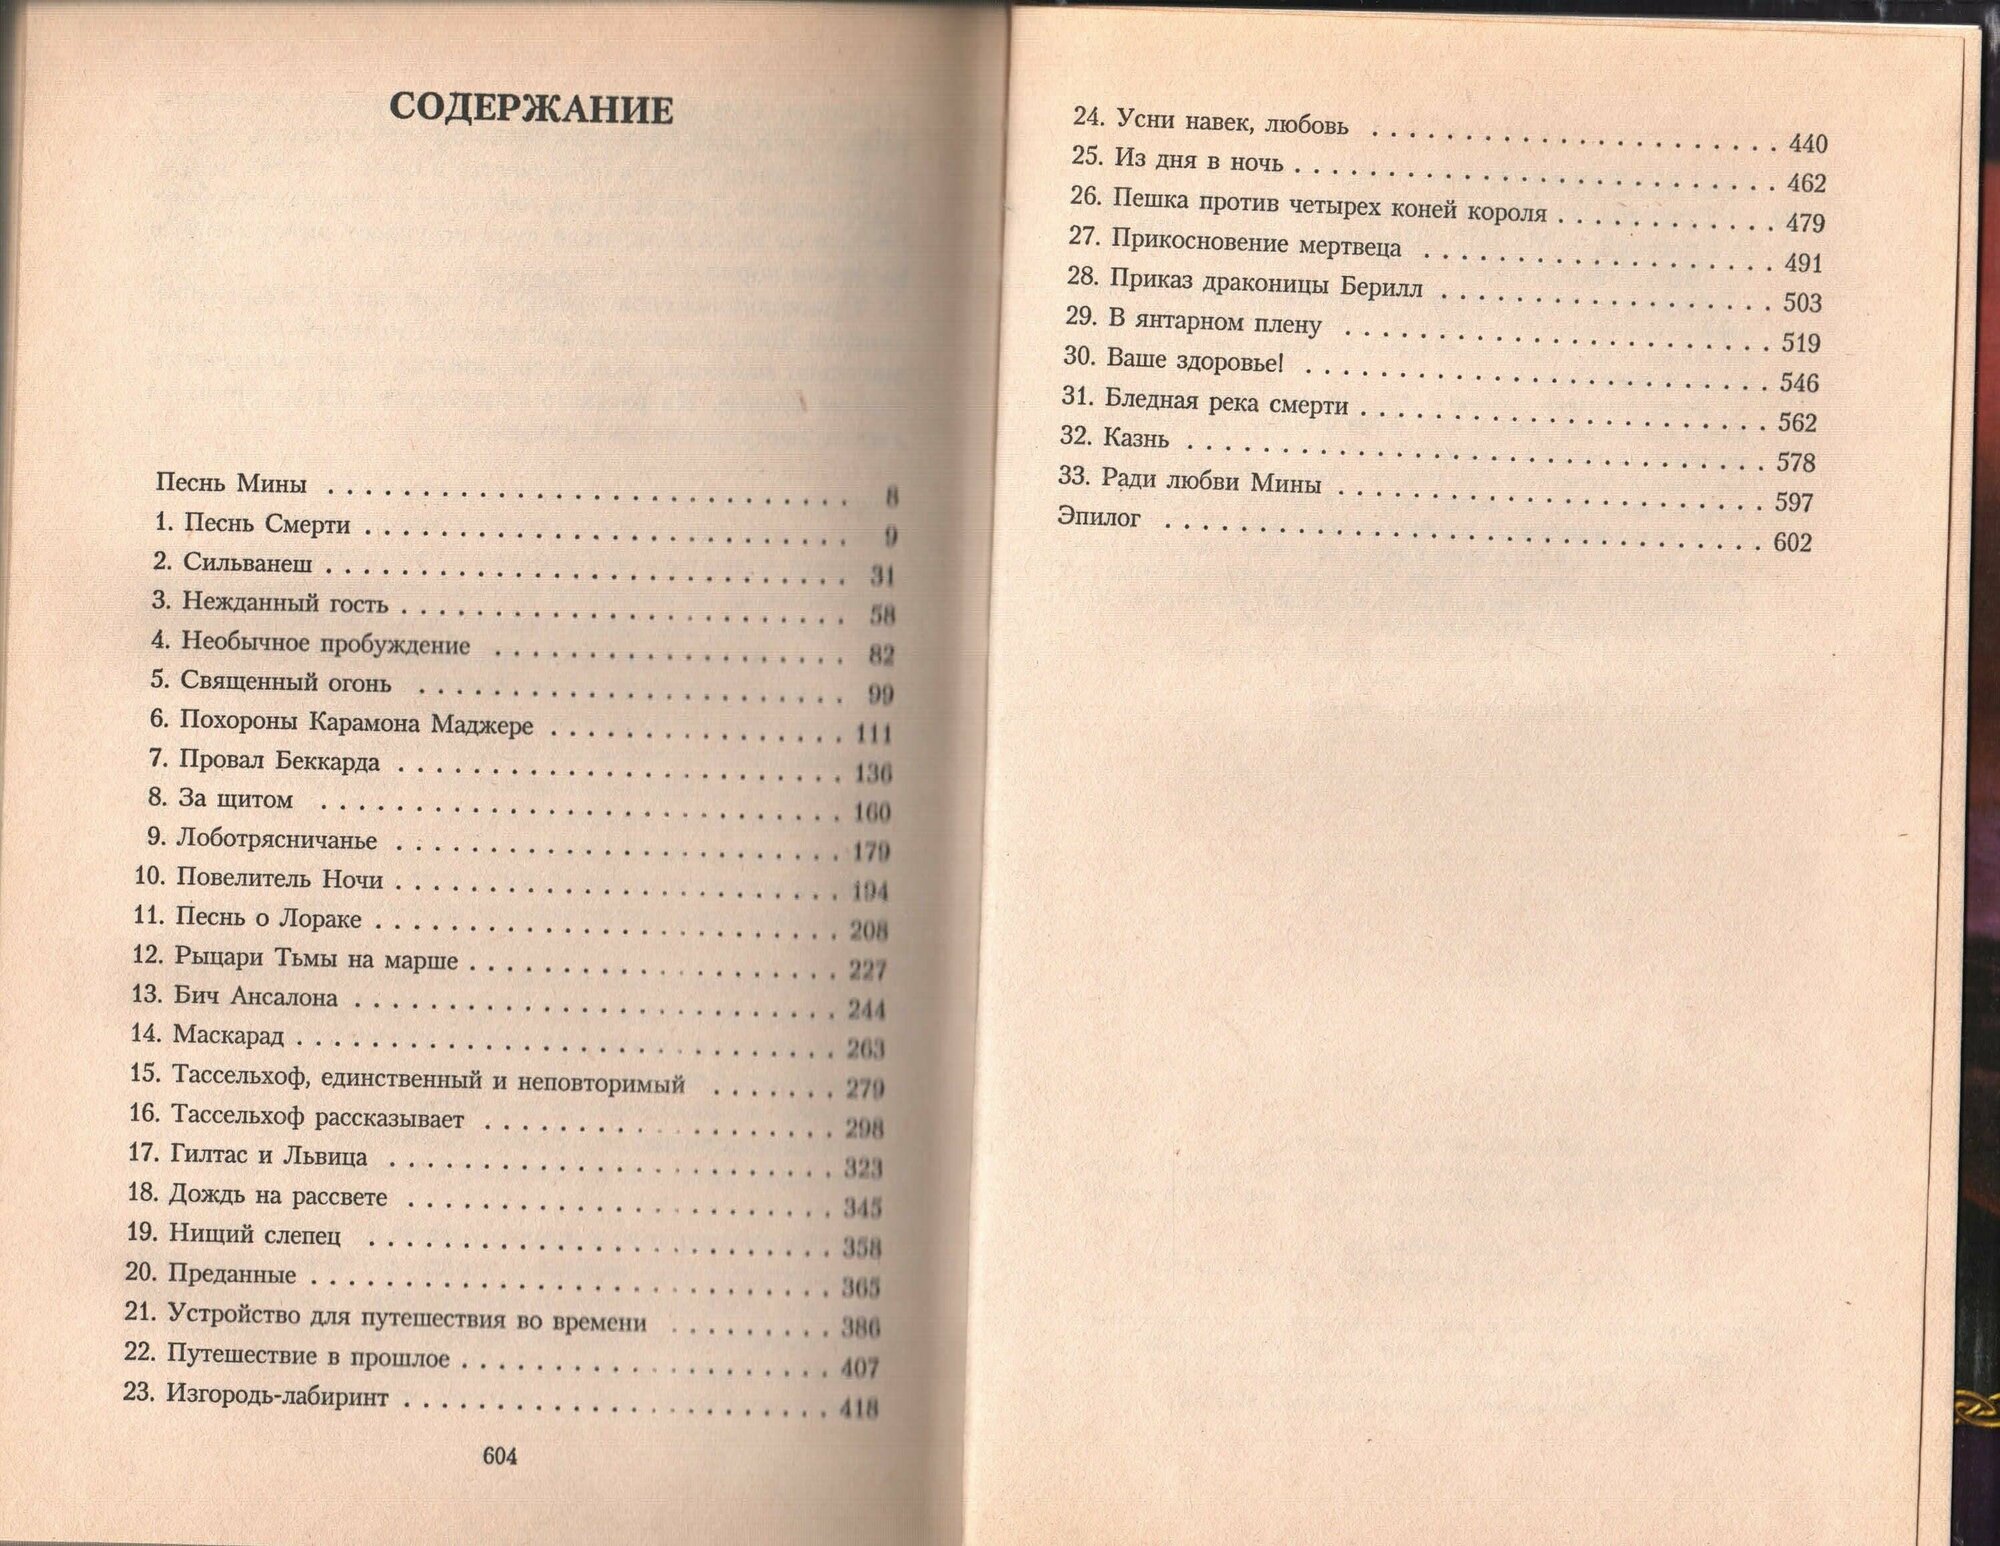 СОДЕРЖАНИЕ
Песнь Мины . . . . . . . . . . . . . . . . . . . . . . . . . . . . 8
1. Песнь Смерти . . . . . . . . . . . . . . . . . . . . . . . . . . 9
2. Сильванеш . . . . . . . . . . . . . . . . . . . . . . . . . . . . 31
3. Нежданный гость . . . . . . . . . . . . . . . . . . . . . . . . 58
4. Необычное пробуждение . . . . . . . . . . . . . . . . . . . 82
5. Священный огонь . . . . . . . . . . . . . . . . . . . . . . . 99
6. Похороны Карамона Маджере . . . . . . . . . . . . . . . . 111
7. Провал Беккарда . . . . . . . . . . . . . . . . . . . . . . . . 136
8. За щитом . . . . . . . . . . . . . . . . . . . . . . . . . . . . 160
9. Лоботрясничанье . . . . . . . . . . . . . . . . . . . . . . . . 179
10. Повелитель Ночи . . . . . . . . . . . . . . . . . . . . . . . . 194
11. Песнь о Лораке . . . . . . . . . . . . . . . . . . . . . . . . . 208
12. Рыцари Тьмы на марше . . . . . . . . . . . . . . . . . . . . 227
13. Бич Ансалона . . . . . . . . . . . . . . . . . . . . . . . . . . 244
14. Маскарад . . . . . . . . . . . . . . . . . . . . . . . . . . . . . 263
15. Тассельхоф, единственный и неповторимый . . . . . . . 279
16. Тассельхоф рассказывает . . . . . . . . . . . . . . . . . . . 298
17. Гилтас и Львица . . . . . . . . . . . . . . . . . . . . . . . . 323
18. Дождь на рассвете . . . . . . . . . . . . . . . . . . . . . . . 345
19. Нищий слепец . . . . . . . . . . . . . . . . . . . . . . . . . 358
20. Преданные . . . . . . . . . . . . . . . . . . . . . . . . . . . . 365
21. Устройство для путешествия во времени . . . . . . . . . 386
22. Путешествие в прошлое . . . . . . . . . . . . . . . . . . . . 407
23. Изгородь-лабиринт . . . . . . . . . . . . . . . . . . . . . . . 418
604
24. Усни навек, любовь . . . . . . . . . . . . . . . . . . . . . . 440
25. Из дня в ночь . . . . . . . . . . . . . . . . . . . . . . . . . . 462
26. Пешка против четырех коней короля . . . . . . . . . . . . 479
27. Прикосновение мертвеца . . . . . . . . . . . . . . . . . . . 491
28. Приказ драконицы Берилл . . . . . . . . . . . . . . . . . . 503
29. В янтарном плену . . . . . . . . . . . . . . . . . . . . . . . 519
30. Ваше здоровье! . . . . . . . . . . . . . . . . . . . . . . . . . 546
31. Бледная река смерти . . . . . . . . . . . . . . . . . . . . . . 562
32. Казнь . . . . . . . . . . . . . . . . . . . . . . . . . . . . . . . 578
33. Ради любви Мины . . . . . . . . . . . . . . . . . . . . . . . 597
Эпилог . . . . . . . . . . . . . . . . . . . . . . . . . . . . . . . . 602